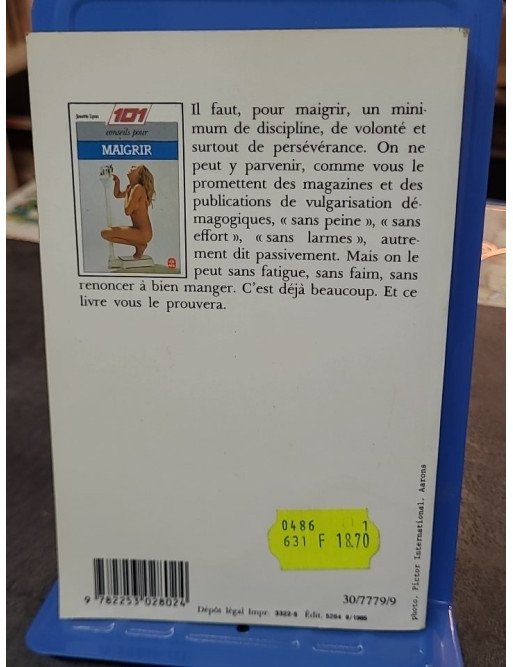 Josette Lyon
101
conseils pour
MAIGRIR
Il faut, pour maigrir, un mini-
mum de discipline, de volonté et
surtout de persévérance. On ne
peut y parvenir, comme vous le
promettent des magazines et des
publications de vulgarisation dé-
magogiques, « sans peine », « sans
effort », « sans larmes », autre-
ment dit passivement. Mais on le
peut sans fatigue, sans faim, sans
renoncer à bien manger. C'est déjà beaucoup. Et ce
livre vous le prouvera.
Photo, Pictor International, Aarons
0486 1
631 F 18.70
9 782253 028024
30/7779/9
Dépôt légal Impr. 3322-5 Édit. 5264 9/1985